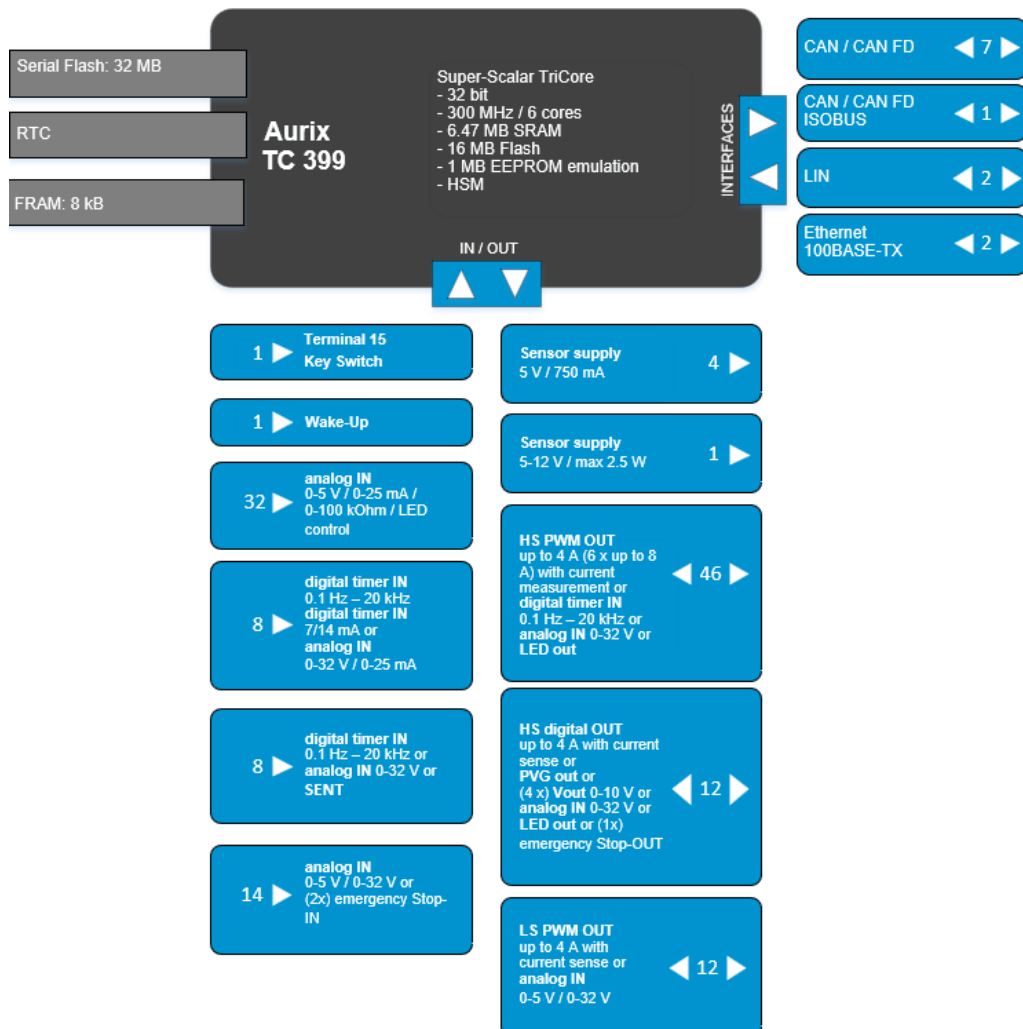 Serial Flash: 32 MB
RTC
FRAM: 8 kB
Aurix
TC 399
Super-Scalar TriCore
- 32 bit
- 300 MHz / 6 cores
- 6.47 MB SRAM
- 16 MB Flash
- 1 MB EEPROM emulation
- HSM
INTERFACES
IN / OUT
CAN / CAN FD
7
CAN / CAN FD
ISOBUS
1
LIN
2
Ethernet
100BASE-TX
2
1
Terminal 15
Key Switch
1
Wake-Up
32
analog IN
0-5 V / 0-25 mA /
0-100 kOhm / LED
control
8
digital timer IN
0.1 Hz – 20 kHz
digital timer IN
7/14 mA or
analog IN
0-32 V / 0-25 mA
8
digital timer IN
0.1 Hz – 20 kHz or
analog IN 0-32 V or
SENT
14
analog IN
0-5 V / 0-32 V or
(2x) emergency Stop-
IN
Sensor supply
5 V / 750 mA
4
Sensor supply
5-12 V / max 2.5 W
1
HS PWM OUT
up to 4 A (6 x up to 8
A) with current
measurement or
digital timer IN
0.1 Hz – 20 kHz or
analog IN 0-32 V or
LED out
46
HS digital OUT
up to 4 A with current
sense or
PVG out or
(4 x) Vout 0-10 V or
analog IN 0-32 V or
LED out or (1x)
emergency Stop-OUT
12
LS PWM OUT
up to 4 A with
current sense or
analog IN
0-5 V / 0-32 V
12